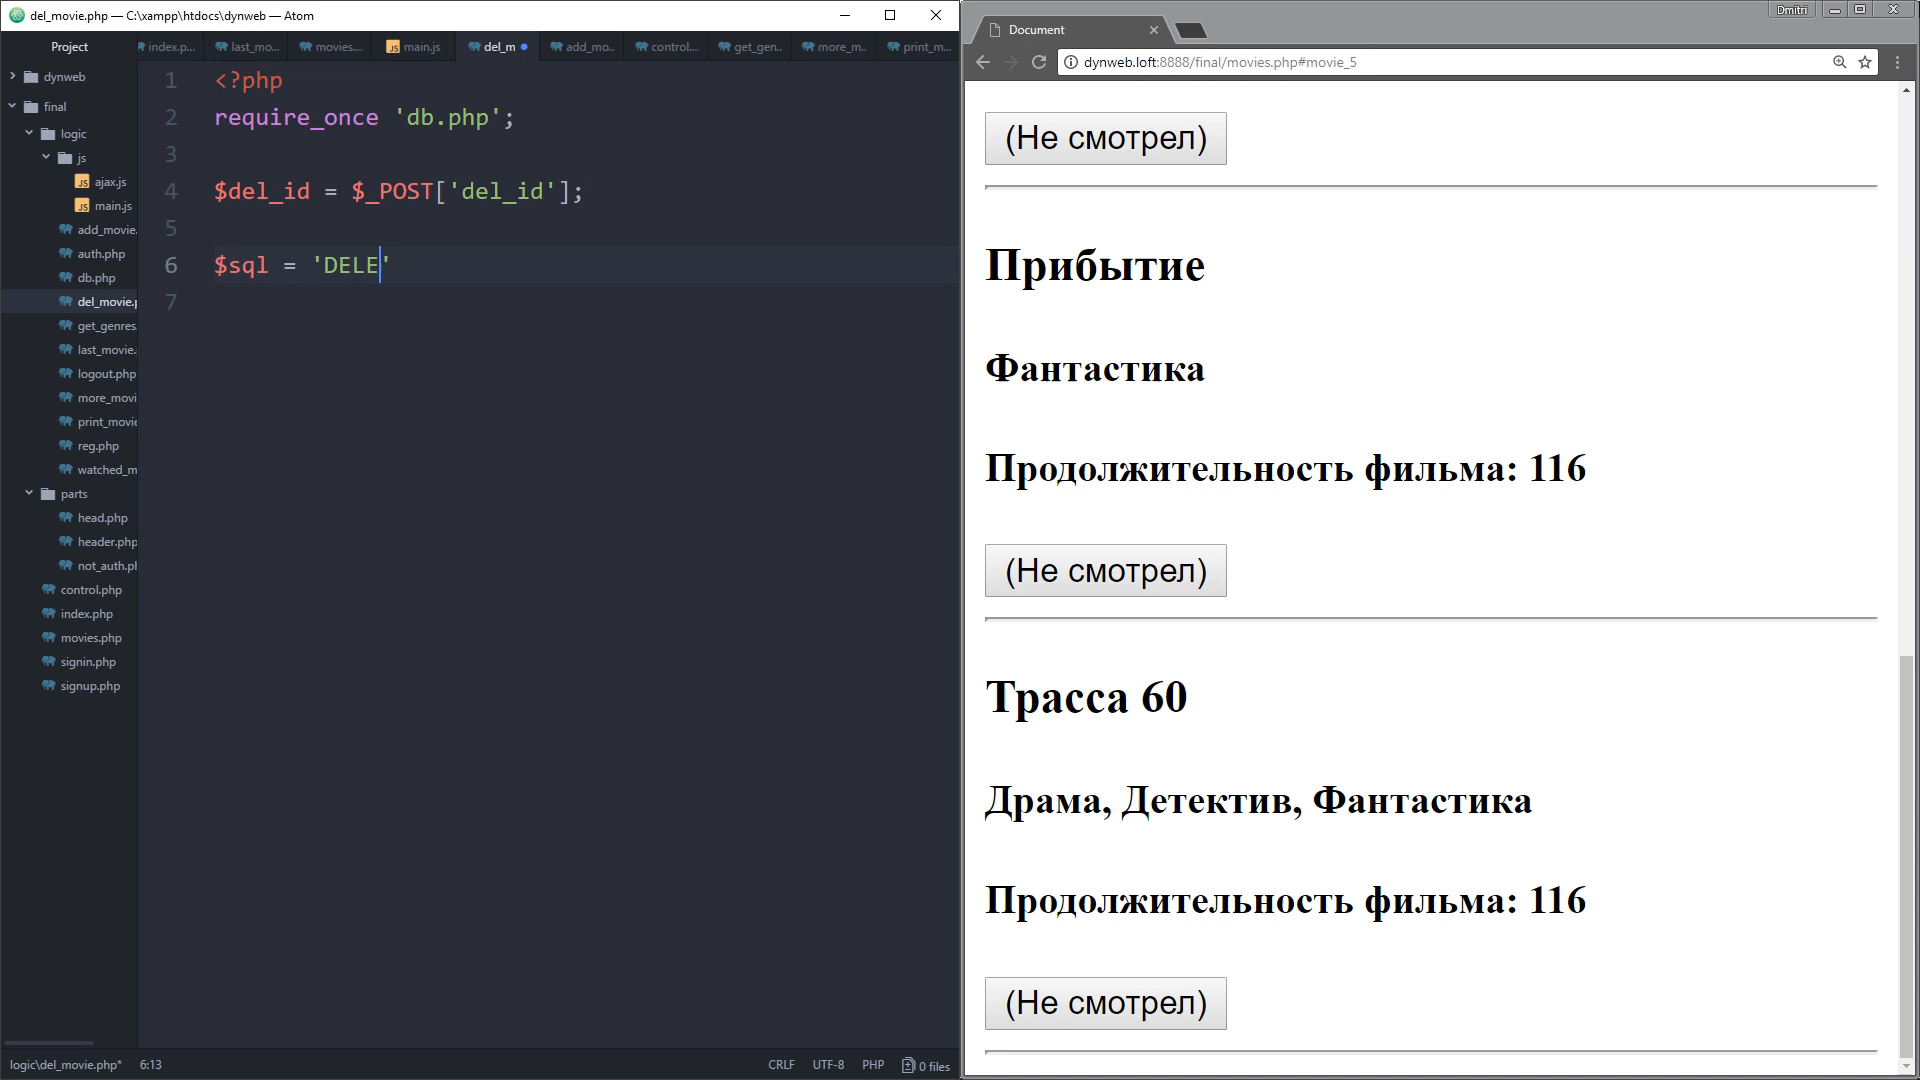 del_movie.php — C:\xampp\htdocs\dynweb — Atom
Project
index.p...
last_mo...
movies....
main.js
del_m
add_mo..
control....
get_gen..
more_m..
print_m...
dynweb
final
logic
js
ajax.js
main.js
add_movie.
auth.php
db.php
del_movie.p
get_genres.
last_movie.
logout.php
more_movi
print_movie
reg.php
watched_m
parts
head.php
header.php
not_auth.ph
control.php
index.php
movies.php
signin.php
signup.php
1 <?php
2 require_once 'db.php';
3
4 $del_id = $_POST['del_id'];
5
6 $sql = 'DELE'
7
logic\del_movie.php* 6:13
CRLF UTF-8 PHP 0 files
Dmitri
Document
dynweb.loft:8888/final/movies.php#movie_5
(Не смотрел)
Прибытие
Фантастика
Продолжительность фильма: 116
(Не смотрел)
Трасса 60
Драма, Детектив, Фантастика
Продолжительность фильма: 116
(Не смотрел)